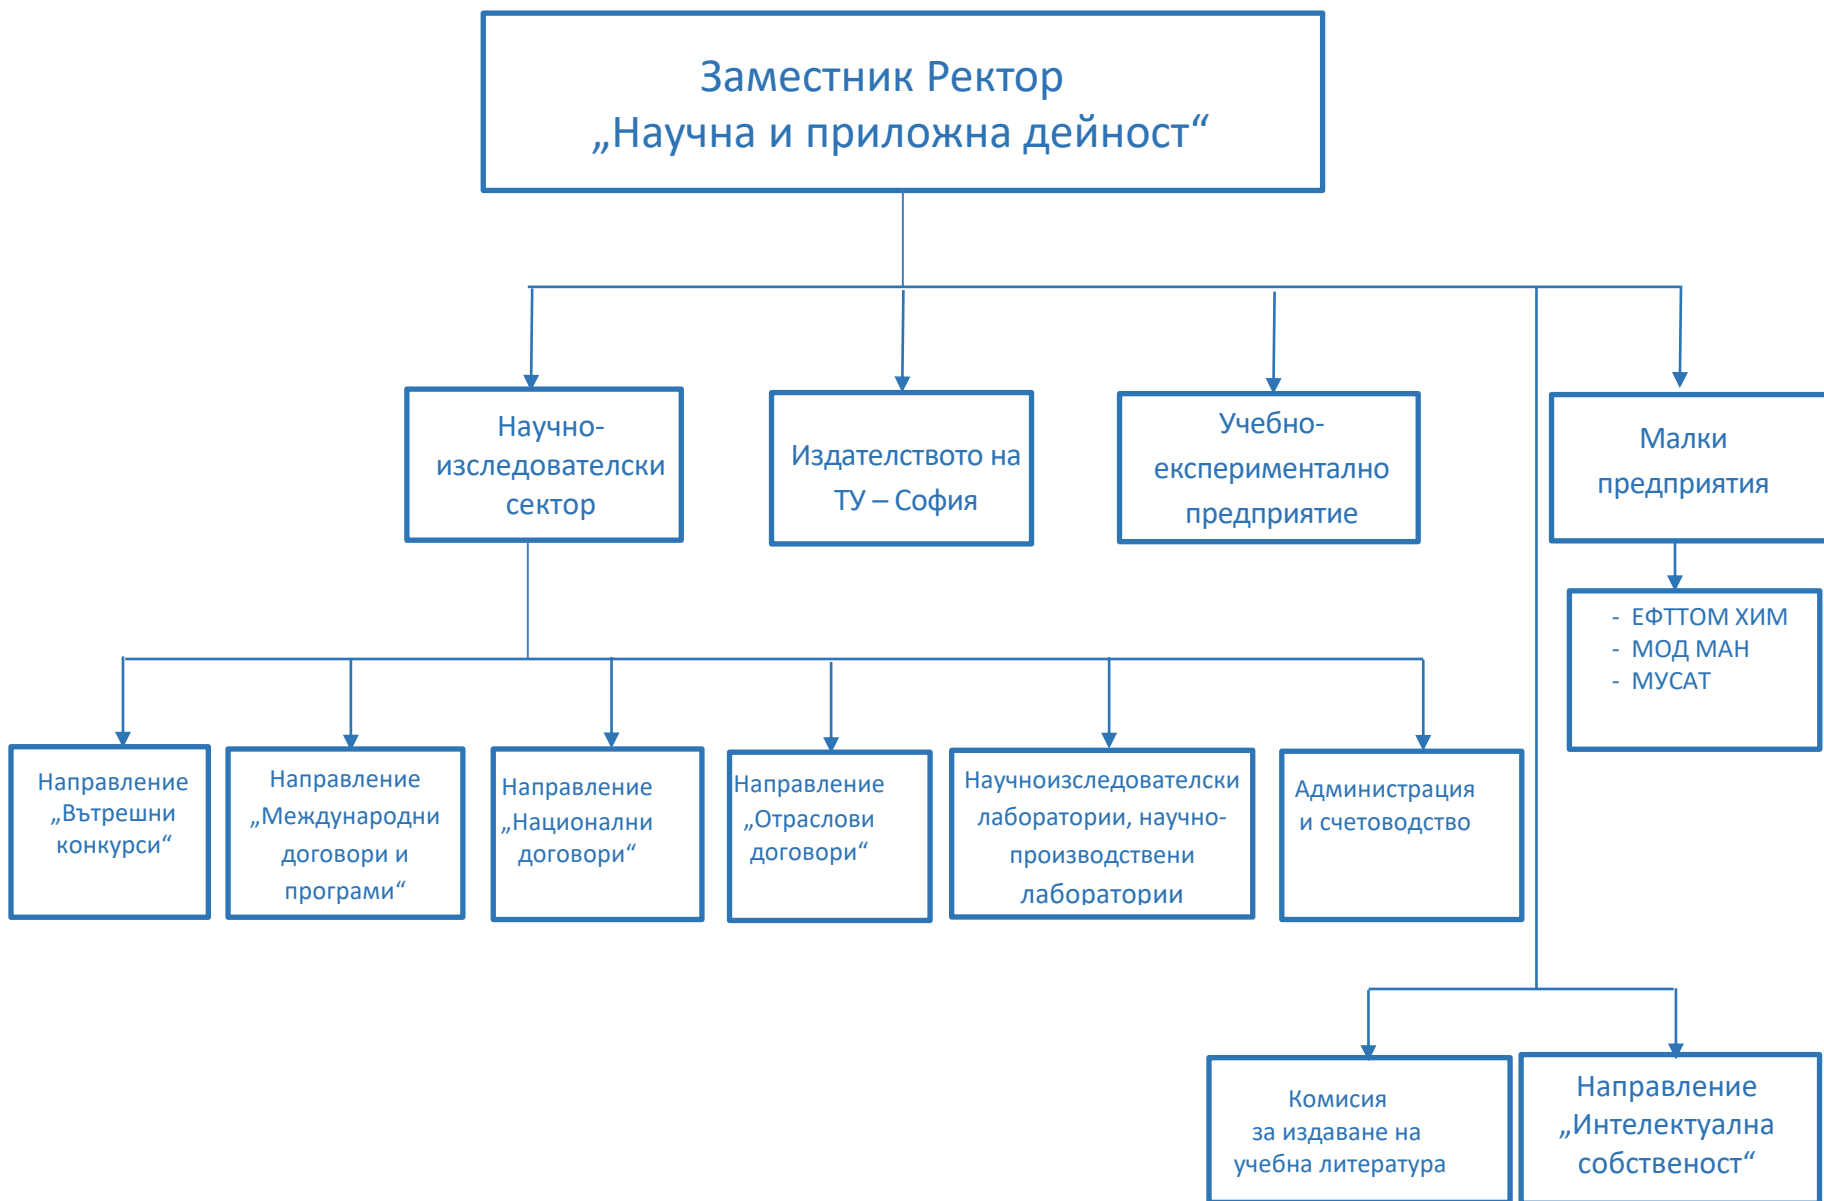 Заместник Ректор
„Научна и приложна дейност“
Научно-
изследователски
сектор
Издателството на
ТУ – София
Учебно-
експериментално
предприятие
Малки
предприятия
- ЕФТТОМ ХИМ
- МОД МАН
- МУСАТ
Направление
„Вътрешни
конкурси“
Направление
„Международни
договори и
програми“
Направление
„Национални
договори“
Направление
„Отраслови
договори“
Научноизследователски
лаборатории, научно-
производствени
лаборатории
Администрация
и счетоводство
Комисия
за издаване на
учебна литература
Направление
„Интелектуална
собственост“